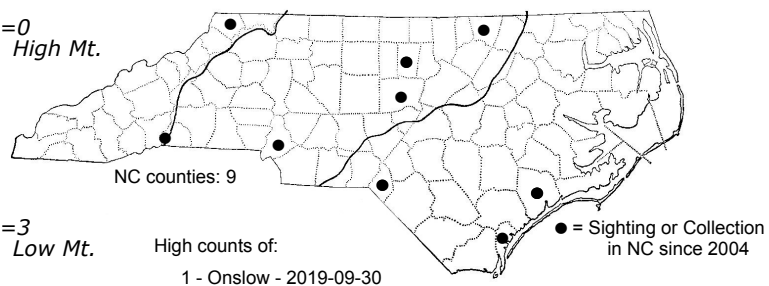 =0
High Mt.
NC counties: 9
=3
Low Mt.
High counts of:
1 - Onslow - 2019-09-30
● = Sighting or Collection
in NC since 2004